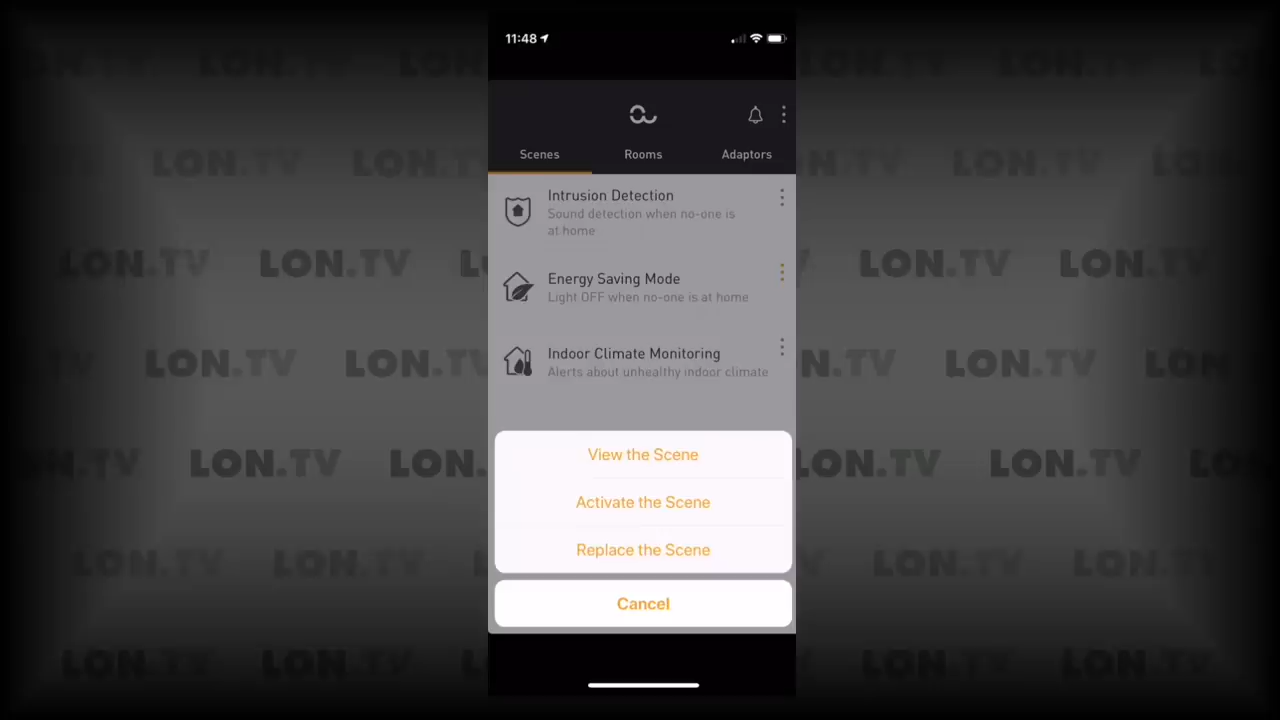 11:48
Scenes
Rooms
Adaptors
Intrusion Detection
Sound detection when no-one is
at home
Energy Saving Mode
Light OFF when no-one is at home
Indoor Climate Monitoring
Alerts about unhealthy indoor climate
View the Scene
Activate the Scene
Replace the Scene
Cancel
LON.TV